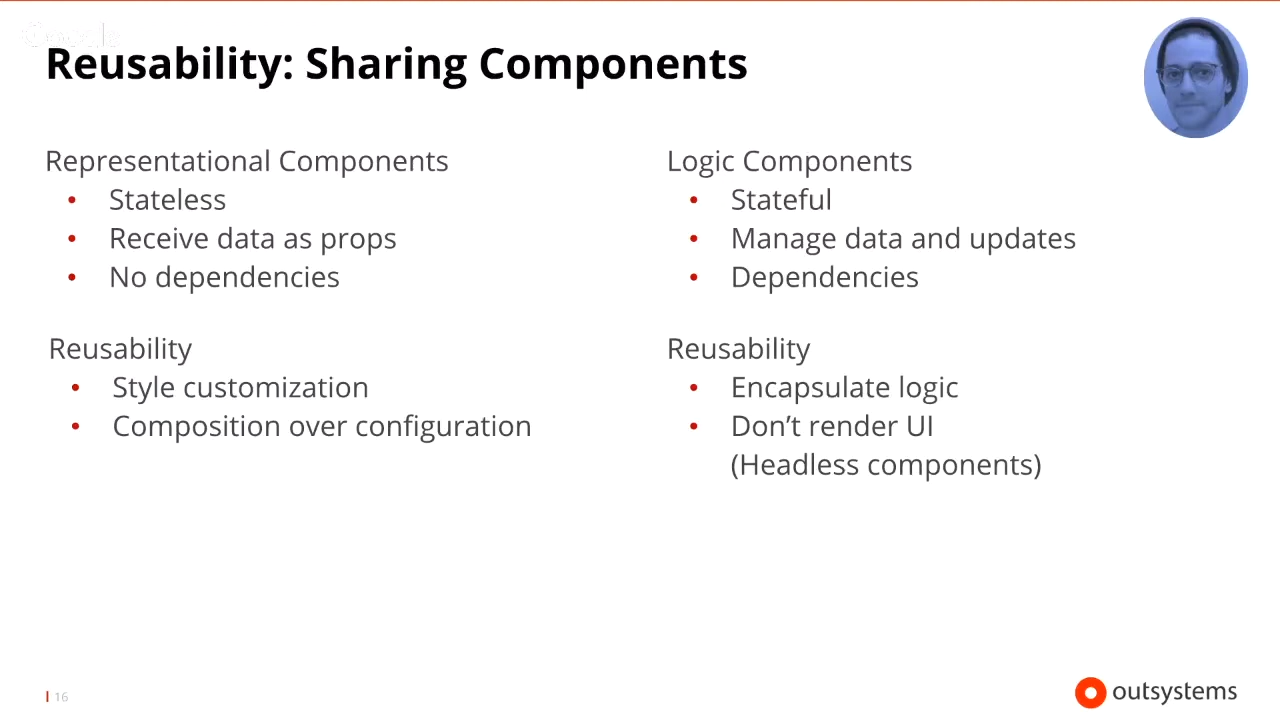 Reusability: Sharing Components
Representational Components
• Stateless
• Receive data as props
• No dependencies
Reusability
• Style customization
• Composition over configuration
Logic Components
• Stateful
• Manage data and updates
• Dependencies
Reusability
• Encapsulate logic
• Don’t render UI
(Headless components)
16
outsystems